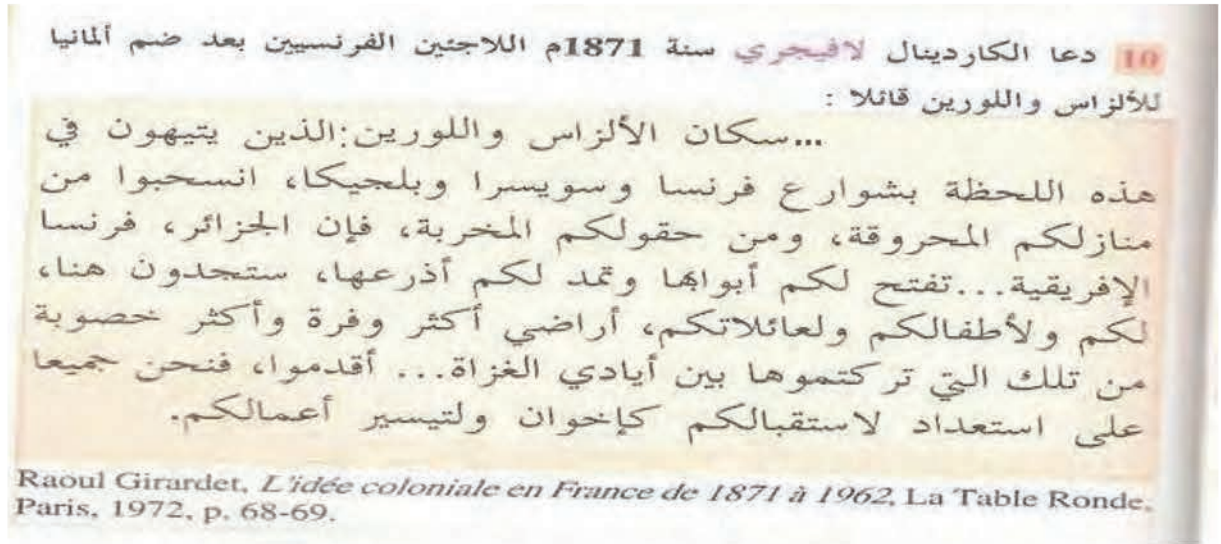 10 دعا الكاردينال لافيجري سنة 1871م اللاجئين الفرنسيين بعد ضم ألمانيا
للألزاس واللورين قائلا :
...سكان الألزاس واللورين:الذين يتيهون في
هذه اللحظة بشوارع فرنسا وسويسرا وبلجيكا، انسحبوا من
منازلكم المحروقة، ومن حقولكم المخربة، فإن الجزائر، فرنسا
الإفريقية...تفتح لكم أبوابها وتمد لكم أذرعها، ستجدون هنا،
لكم ولأطفالكم ولعائلاتكم، أراضي أكثر وفرة وأكثر خصوبة
من تلك التي تركتموها بين أيادي الغزاة... أقدموا، فنحن جميعا
على استعداد لاستقبالكم كإخوان ولتيسير أعمالكم.
Raoul Girardet, L'idée coloniale en France de 1871 à 1962, La Table Ronde,
Paris, 1972, p. 68-69.